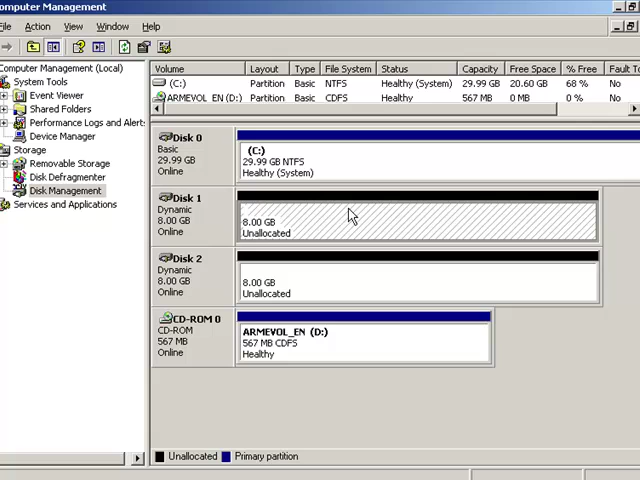 omputer Management
ile Action View Window Help
Computer Management (Local)
System Tools
Event Viewer
Shared Folders
Performance Logs and Alerts
Device Manager
Storage
Removable Storage
Disk Defragmenter
Disk Management
Services and Applications
Volume Layout Type File System Status Capacity Free Space % Free Fault To
(C:) Partition Basic NTFS Healthy (System) 29.99 GB 20.60 GB 68 % No
ARMEVOL_EN (D:) Partition Basic CDFS Healthy 567 MB 0 MB 0 % No
Disk 0
Basic
29.99 GB
Online
(C:)
29.99 GB NTFS
Healthy (System)
Disk 1
Dynamic
8.00 GB
Online
8.00 GB
Unallocated
Disk 2
Dynamic
8.00 GB
Online
8.00 GB
Unallocated
CD-ROM 0
CD-ROM
567 MB
Online
ARMEVOL_EN (D:)
567 MB CDFS
Healthy
Unallocated Primary partition